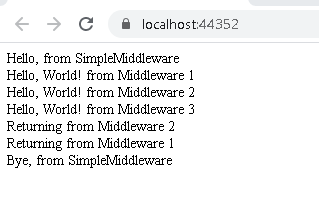 localhost:44352
Hello, from SimpleMiddleware
Hello, World! from Middleware 1
Hello, World! from Middleware 2
Hello, World! from Middleware 3
Returning from Middleware 2
Returning from Middleware 1
Bye, from SimpleMiddleware